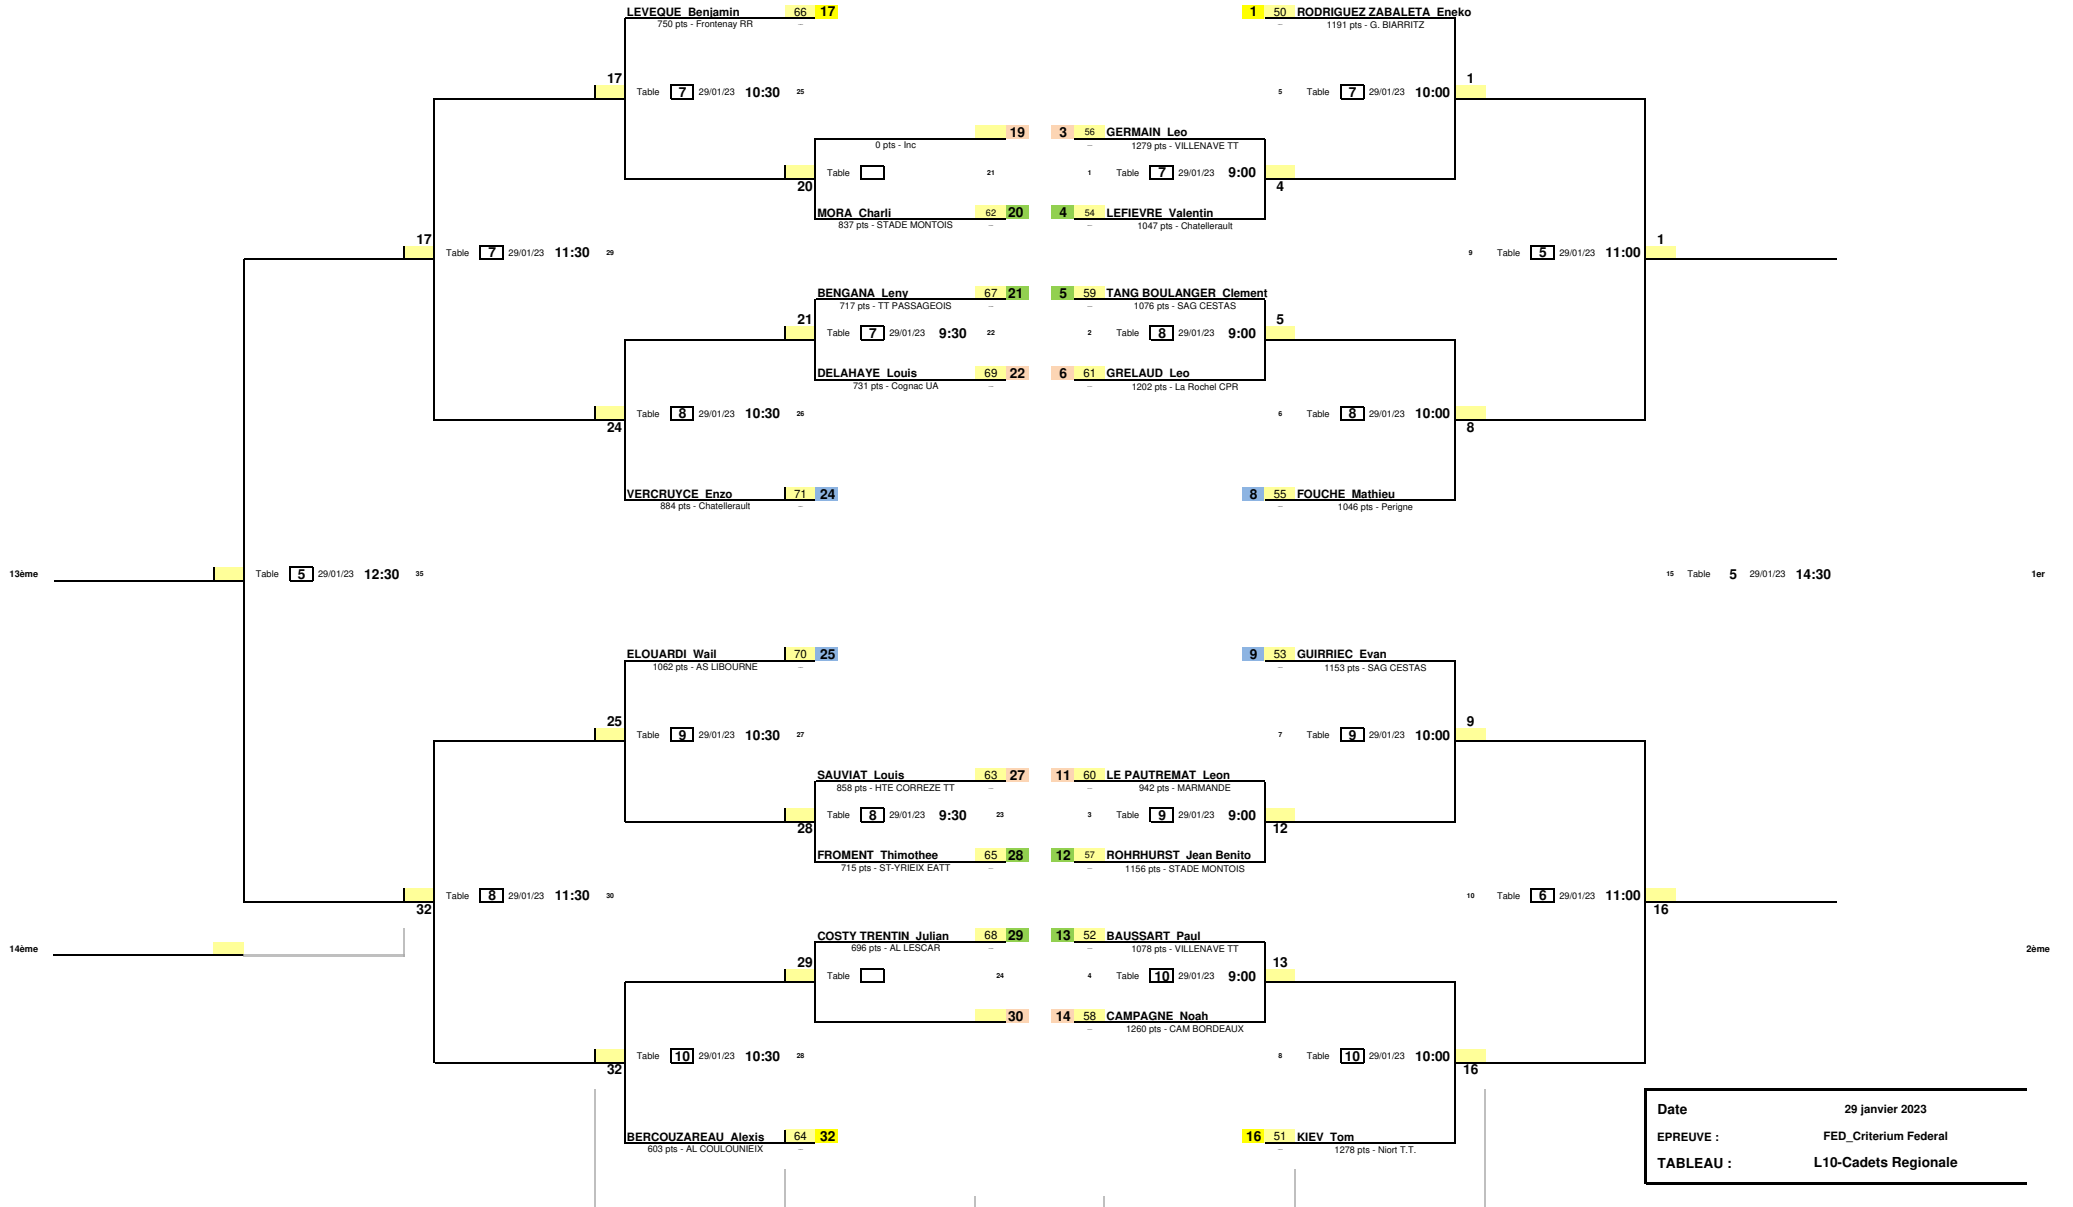 LEVEQUE Benjamin 66 17
750 pts - Frontenay RR –
1 50 RODRIGUEZ ZABALETA Eneko
– 1191 pts - G. BIARRITZ
17
Table 7 29/01/23 10:30 25
5 Table 7 29/01/23 10:00
1
19
0 pts - Inc
3 56 GERMAIN Leo
– 1279 pts - VILLENAVE TT
Table 21
1 Table 7 29/01/23 9:00
20
4
MORA Charli 62 20
837 pts - STADE MONTOIS –
4 54 LEFIEVRE Valentin
– 1047 pts - Chatellerault
17
Table 7 29/01/23 11:30 29
9 Table 5 29/01/23 11:00
1
BENGANA Leny 67 21
717 pts - TT PASSAGEOIS –
5 59 TANG BOULANGER Clement
– 1076 pts - SAG CESTAS
21
Table 7 29/01/23 9:30 22
2 Table 8 29/01/23 9:00
5
DELAHAYE Louis 69 22
731 pts - Cognac UA –
6 61 GRELAUD Leo
– 1202 pts - La Rochel CPR
Table 8 29/01/23 10:30 26
24
6 Table 8 29/01/23 10:00
8
VERCRUYCE Enzo 71 24
884 pts - Chatellerault –
8 55 FOUCHE Mathieu
– 1046 pts - Perigne
13ème
Table 5 29/01/23 12:30 35
15 Table 5 29/01/23 14:30
1er
ELOUARDI Wail 70 25
1062 pts - AS LIBOURNE –
9 53 GUIRRIEC Evan
– 1153 pts - SAG CESTAS
25
Table 9 29/01/23 10:30 27
7 Table 9 29/01/23 10:00
9
SAUVIAT Louis 63 27
858 pts - HTE CORREZE TT –
11 60 LE PAUTREMAT Leon
– 942 pts - MARMANDE
Table 8 29/01/23 9:30 23
28
3 Table 9 29/01/23 9:00
12
FROMENT Thimothee 65 28
715 pts - ST-YRIEIX EATT –
12 57 ROHRHURST Jean Benito
– 1156 pts - STADE MONTOIS
Table 8 29/01/23 11:30 30
32
10 Table 6 29/01/23 11:00
16
14ème
2ème
COSTY TRENTIN Julian 68 29
696 pts - AL LESCAR –
13 52 BAUSSART Paul
– 1078 pts - VILLENAVE TT
29
Table 24
4 Table 10 29/01/23 9:00
13
30
14 58 CAMPAGNE Noah
– 1260 pts - CAM BORDEAUX
Table 10 29/01/23 10:30 28
32
8 Table 10 29/01/23 10:00
16
BERCOUZAREAU Alexis 64 32
603 pts - AL COULOUNIEIX –
16 51 KIEV Tom
– 1278 pts - Niort T.T.
Date 29 janvier 2023
EPREUVE : FED_Criterium Federal
TABLEAU : L10-Cadets Regionale